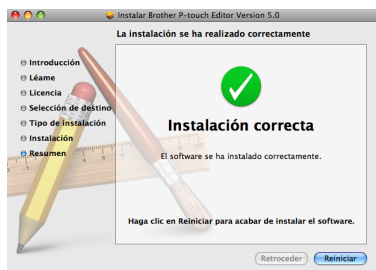 Instalar Brother P-touch Editor Version 5.0
La instalación se ha realizado correctamente
Introducción
Léame
Licencia
Selección de destino
Tipo de instalación
Instalación
Resumen
Instalación correcta
El software se ha instalado correctamente.
Haga clic en Reiniciar para acabar de instalar el software.
Retroceder
Reiniciar